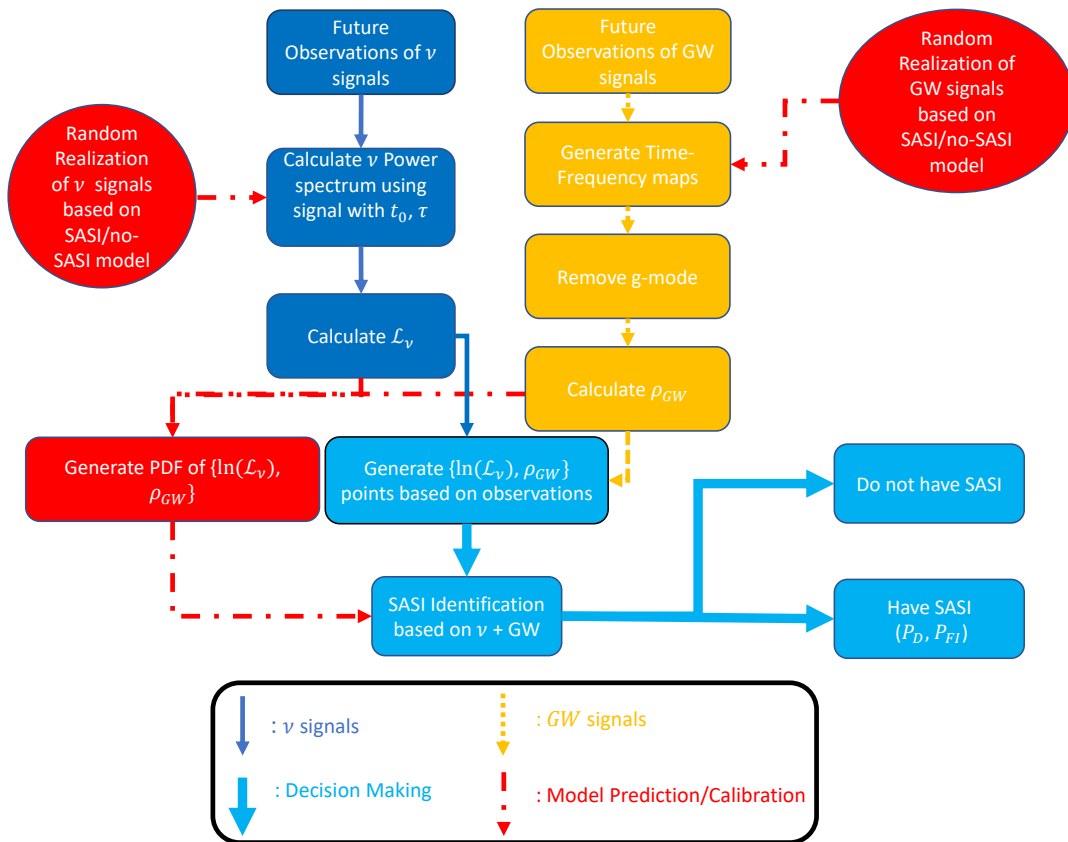 Future
Observations of ν
signals
Future
Observations of GW
signals
Random
Realization of
GW signals
based on
SASI/no-SASI
model
Random
Realization
of ν signals
based on
SASI/no-
SASI model
Calculate ν Power
spectrum using
signal with t₀, τ
Generate Time-
Frequency maps
Remove g-mode
Calculate ℒ_ν
Calculate ρ_GW
Generate PDF of {ln(ℒ_ν),
ρ_GW}
Generate {ln(ℒ_ν), ρ_GW}
points based on observations
Do not have SASI
SASI Identification
based on ν + GW
Have SASI
(P_D, P_FI)
: ν signals
: GW signals
: Decision Making
: Model Prediction/Calibration